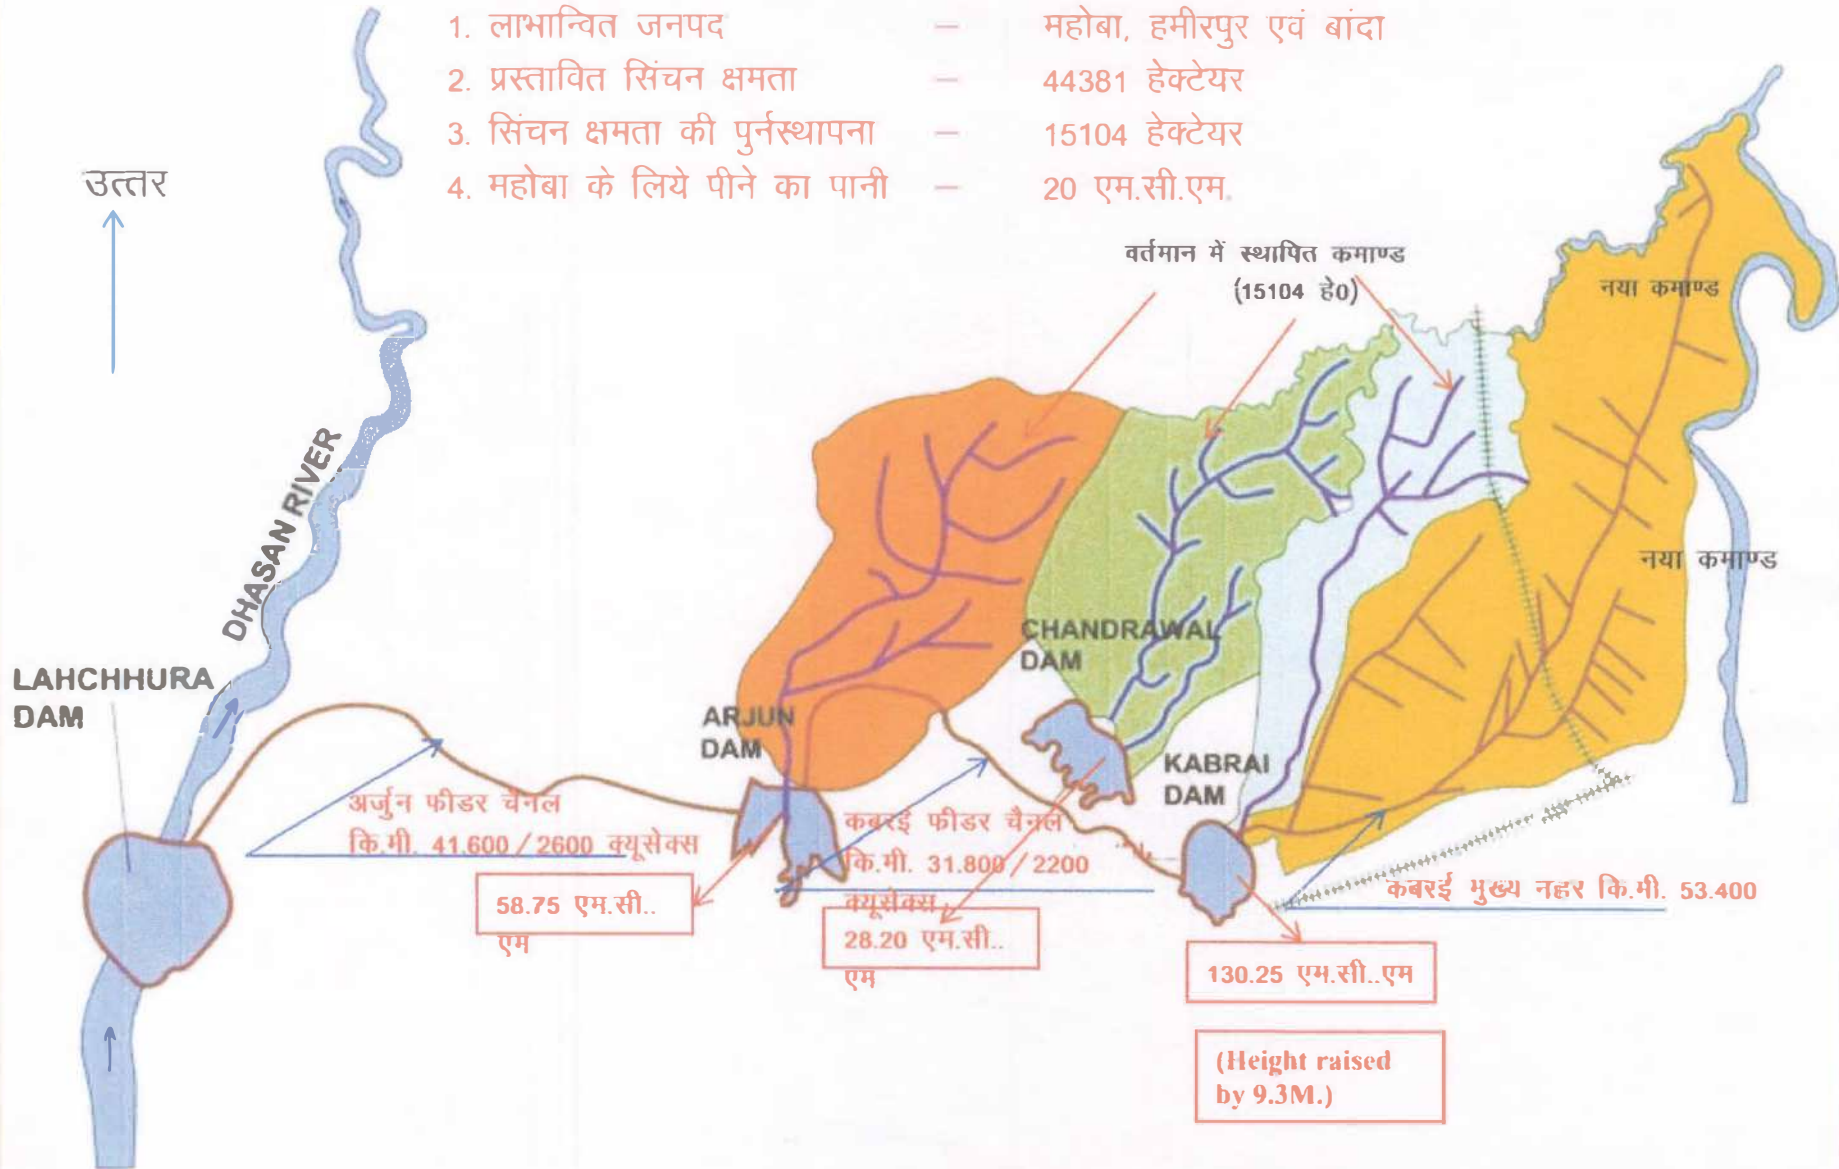 1. लाभान्वित जनपद – महोबा, हमीरपुर एवं बांदा
2. प्रस्तावित सिंचन क्षमता – 44381 हेक्टेयर
3. सिंचन क्षमता की पुर्नस्थापना – 15104 हेक्टेयर
4. महोबा के लिये पीने का पानी – 20 एम.सी.एम.
उत्तर
वर्तमान में स्थापित कमाण्ड
(15104 हे0)
नया कमाण्ड
DHASAN RIVER
नया कमाण्ड
CHANDRAWAL
DAM
LAHCHHURA
DAM
ARJUN
DAM
KABRAI
DAM
अर्जुन फीडर चैनल
कि.मी. 41.600/2600 क्यूसेक्स
कबरई फीडर चैनल
कि.मी. 31.800/2200
क्यूसेक्स
कबरई मुख्य नहर कि.मी. 53.400
58.75 एम.सी..
एम
28.20 एम.सी..
एम
130.25 एम.सी..एम
(Height raised
by 9.3M.)